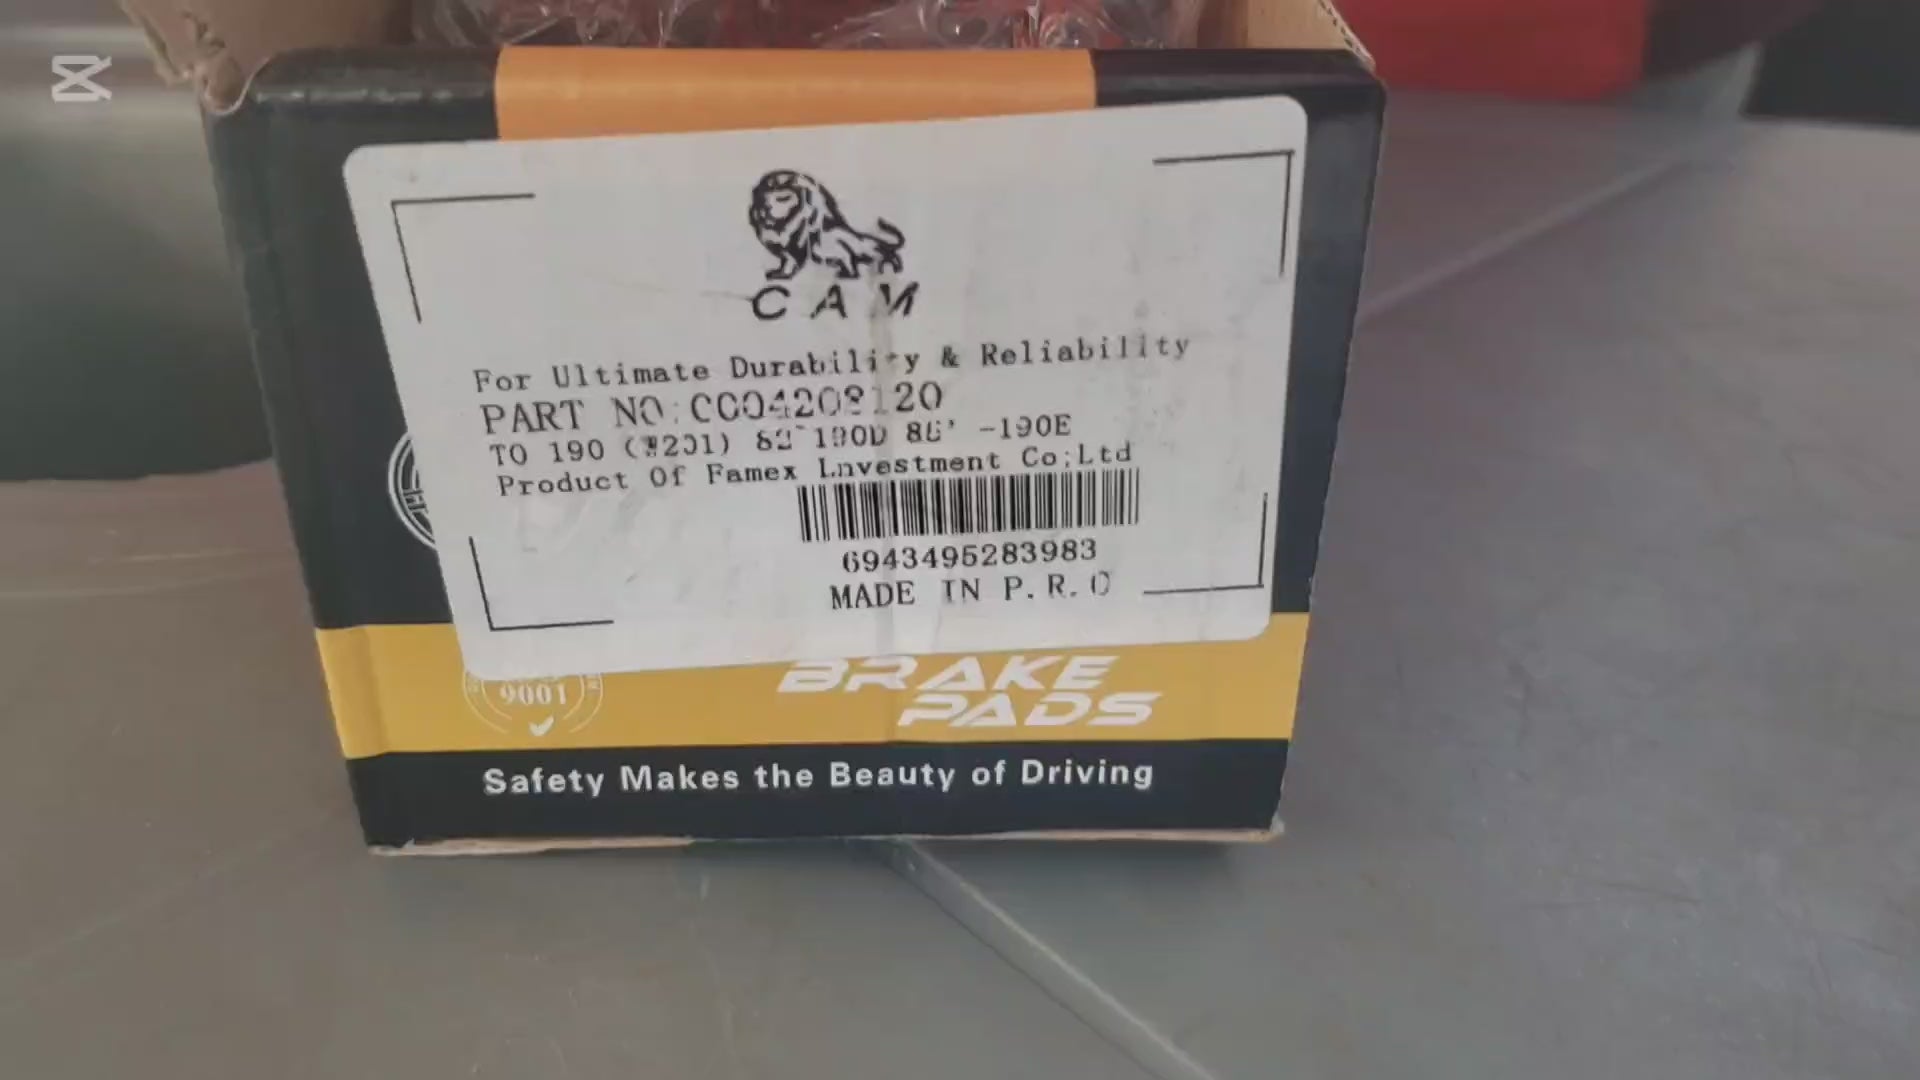 CAM
For Ultimate Durability & Reliability
PART NO:CC04208120
TO 190 (W201) 82~190D 86' -190E
Product Of Famex Lnvestment Co;Ltd
6943495283983
MADE IN P.R.C
9001
BRAKE
PADS
Safety Makes the Beauty of Driving